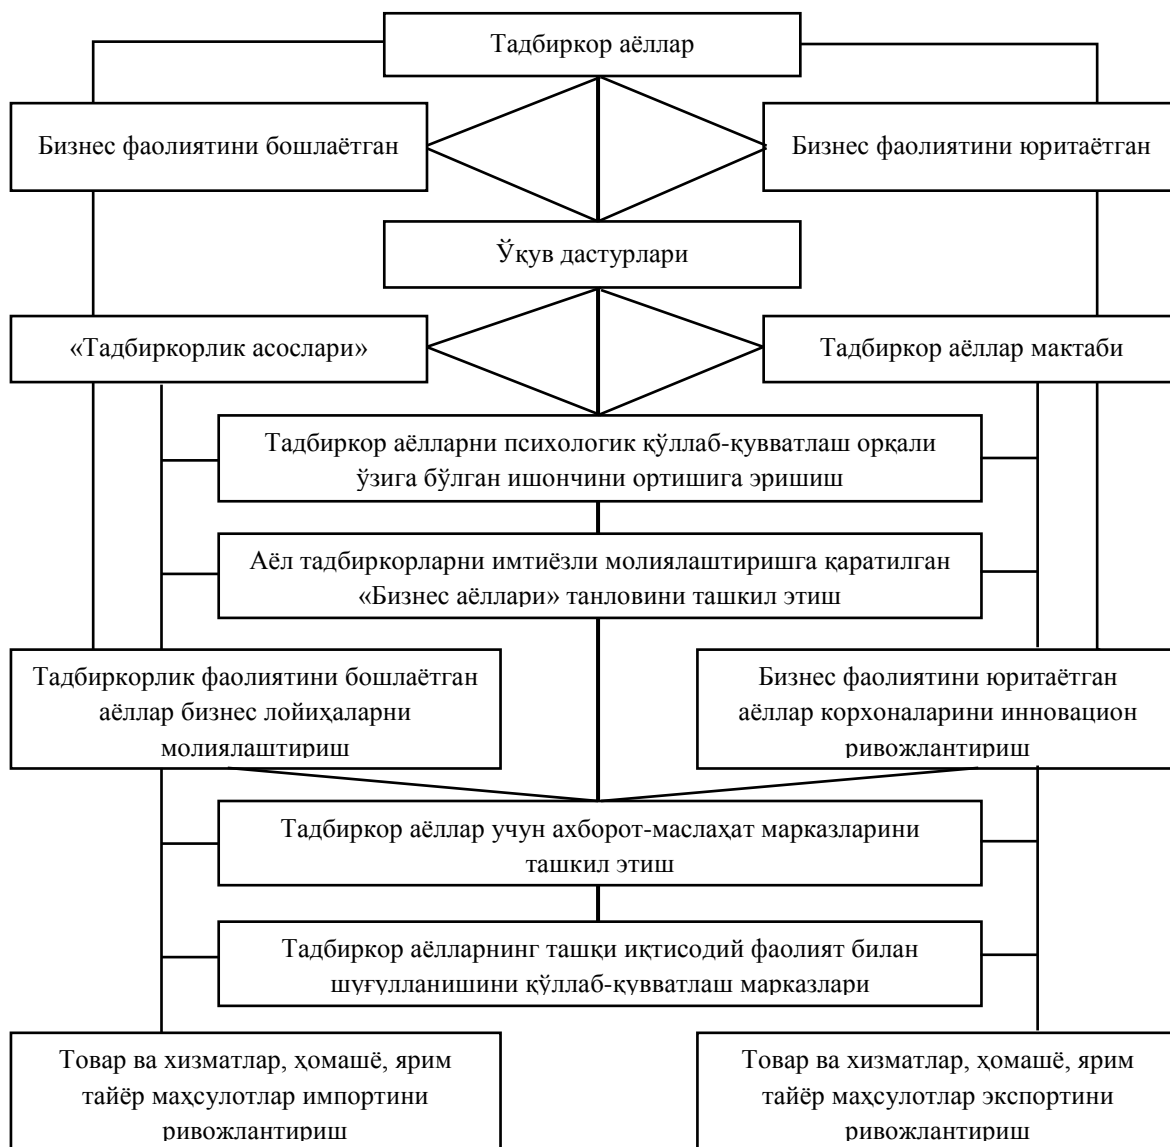 Тадбиркор аёллар
Бизнес фаолиятини бошлаётган
Бизнес фаолиятини юритаётган
Ўқув дастурлари
«Тадбиркорлик асослари»
Тадбиркор аёллар мактаби
Тадбиркор аёлларни психологик қўллаб-қувватлаш орқали
ўзига бўлган ишончини ортишига эришиш
Аёл тадбиркорларни имтиёзли молиялаштиришга қаратилган
«Бизнес аёллари» танловини ташкил этиш
Тадбиркорлик фаолиятини бошлаётган
аёллар бизнес лойиҳаларни
молиялаштириш
Бизнес фаолиятини юритаётган
аёллар корхоналарини инновацион
ривожлантириш
Тадбиркор аёллар учун ахборот-маслаҳат марказларини
ташкил этиш
Тадбиркор аёлларнинг ташқи иқтисодий фаолият билан
шуғулланишини қўллаб-қувватлаш марказлари
Товар ва хизматлар, ҳомашё, ярим
тайёр маҳсулотлар импортини
ривожлантириш
Товар ва хизматлар, ҳомашё, ярим
тайёр маҳсулотлар экспортини
ривожлантириш